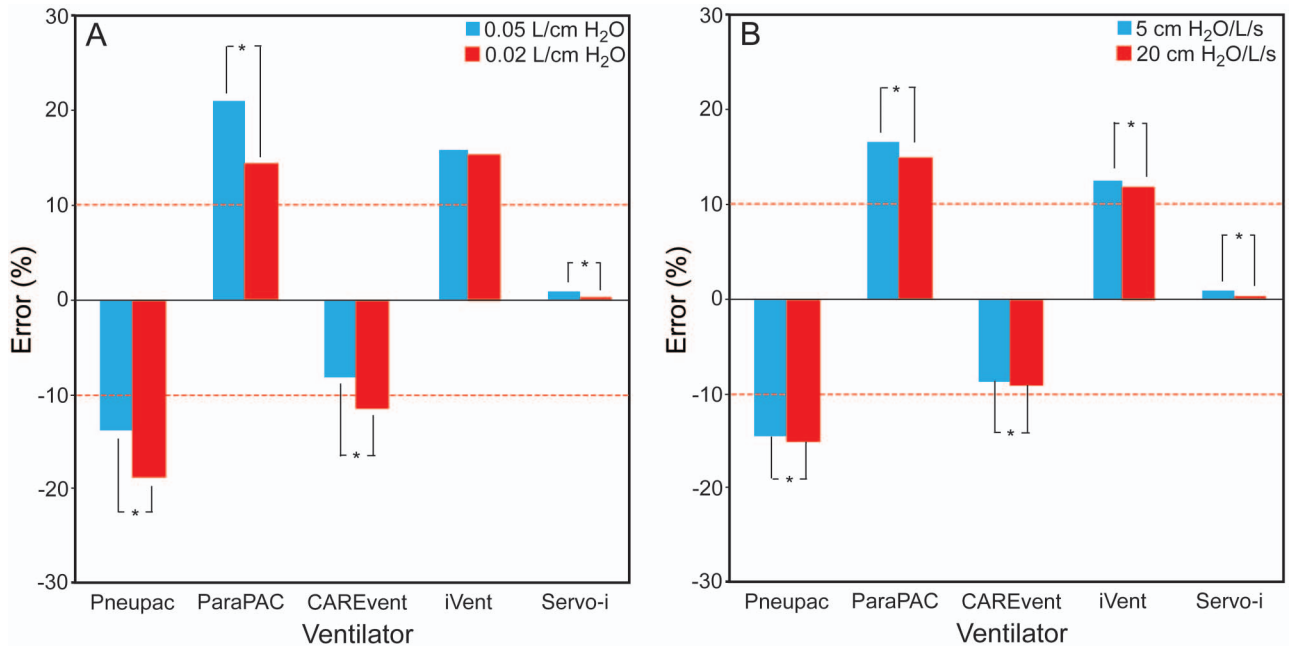 A
0.05 L/cm H₂O
0.02 L/cm H₂O
30
20
10
0
-10
-20
-30
Error (%)
*
*
*
*
Pneupac ParaPAC CAREvent iVent Servo-i
Ventilator
B
5 cm H₂O/L/s
20 cm H₂O/L/s
30
20
10
0
-10
-20
-30
Error (%)
*
*
*
*
*
Pneupac ParaPAC CAREvent iVent Servo-i
Ventilator